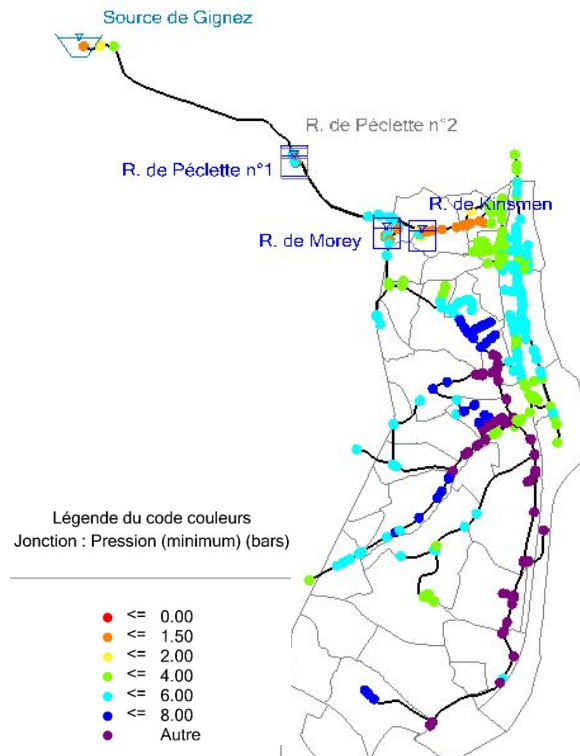 Source de Gignez
R. de Péclette n°2
R. de Péclette n°1
R. de Kinsmen
R. de Morey
Légende du code couleurs
Jonction : Pression (minimum) (bars)
<= 0.00
<= 1.50
<= 2.00
<= 4.00
<= 6.00
<= 8.00
Autre